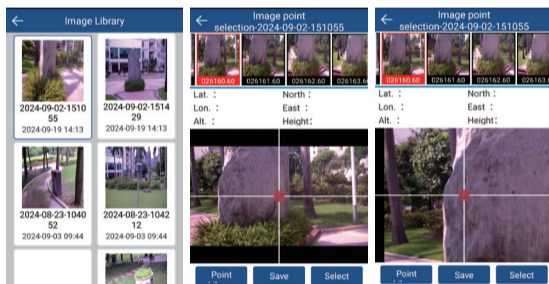 Image Library
2024-09-02-1510
55
2024-09-19 14:13
2024-09-02-1514
29
2024-09-19 14:13
2024-08-23-1040
52
2024-09-03 09:44
2024-08-23-1042
12
2024-09-03 09:44
Image point
selection-2024-09-02-151055
026160.60
026161.60
026162.60
026163.6
Lat. :
North :
Lon. :
East :
Alt. :
Height:
Point
Save
Select
Image point
selection-2024-09-02-151055
026160.60
026161.60
026162.60
026163.6
Lat. :
North :
Lon. :
East :
Alt. :
Height:
Point
Save
Select